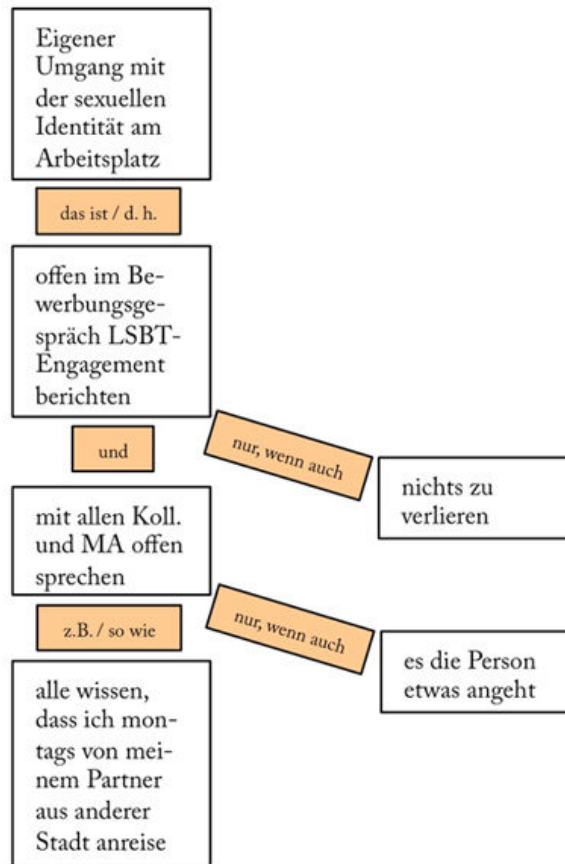 Eigener
Umgang mit
der sexuellen
Identität am
Arbeitsplatz
das ist / d. h.
offen im Be-
werbungsge-
spräch LSBT-
Engagement
berichten
und
nur, wenn auch
nichts zu
verlieren
mit allen Koll.
und MA offen
sprechen
z.B. / so wie
nur, wenn auch
es die Person
etwas angeht
alle wissen,
dass ich mon-
tags von mei-
nem Partner
aus anderer
Stadt anreise